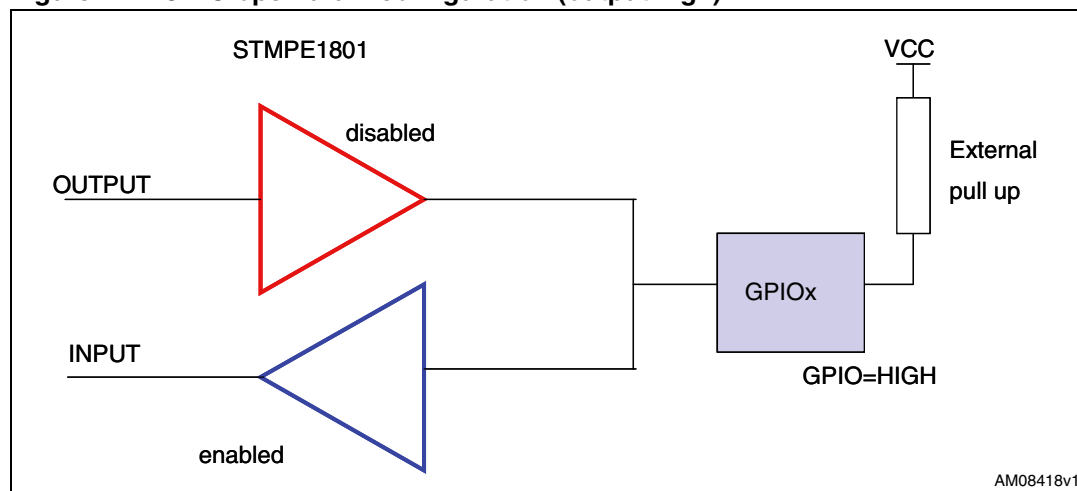 STMPE1801
VCC
disabled
External
pull up
OUTPUT
GPIOx
INPUT
GPIO=HIGH
enabled
AM08418v1